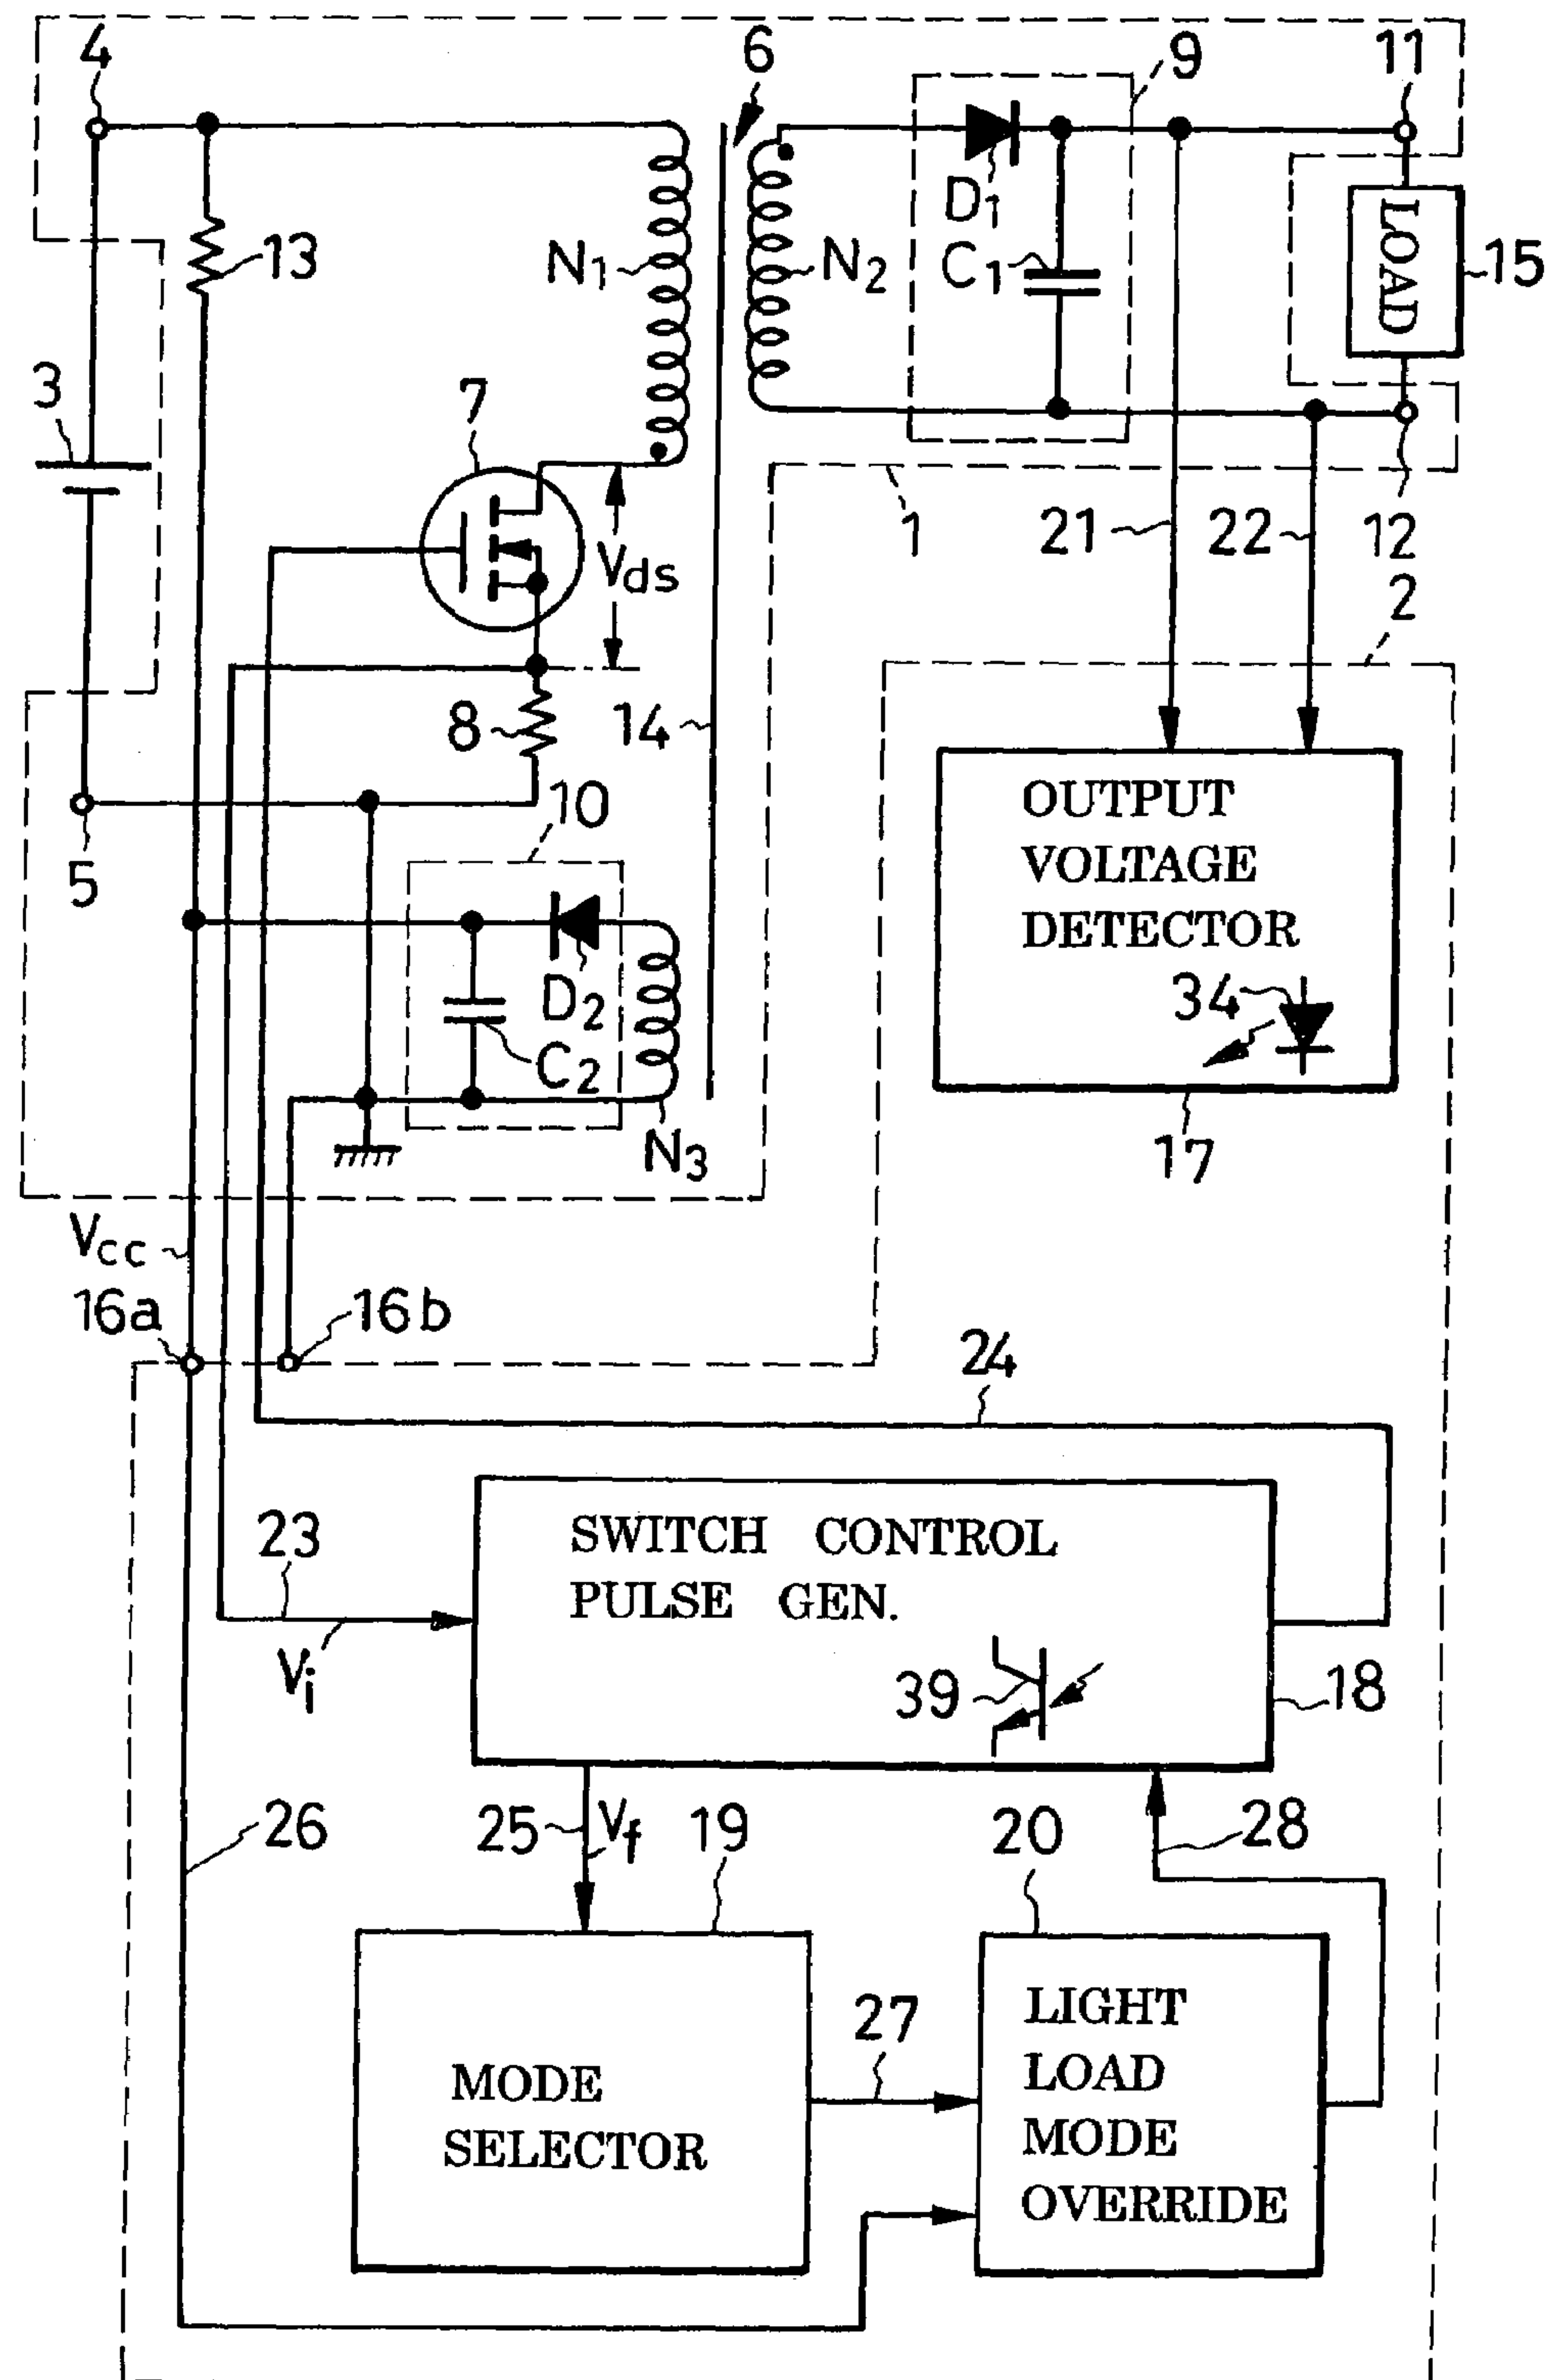 4
6
9
11
13
N1
N2
D1
C1
LOAD
15
3
7
Vds
1
21
22
12
2
8
14
10
5
D2
C2
N3
OUTPUT
VOLTAGE
DETECTOR
34
17
Vcc
16a
16b
24
23
Vi
SWITCH CONTROL
PULSE GEN.
39
18
26
25
Vf
19
20
28
27
MODE
SELECTOR
LIGHT
LOAD
MODE
OVERRIDE